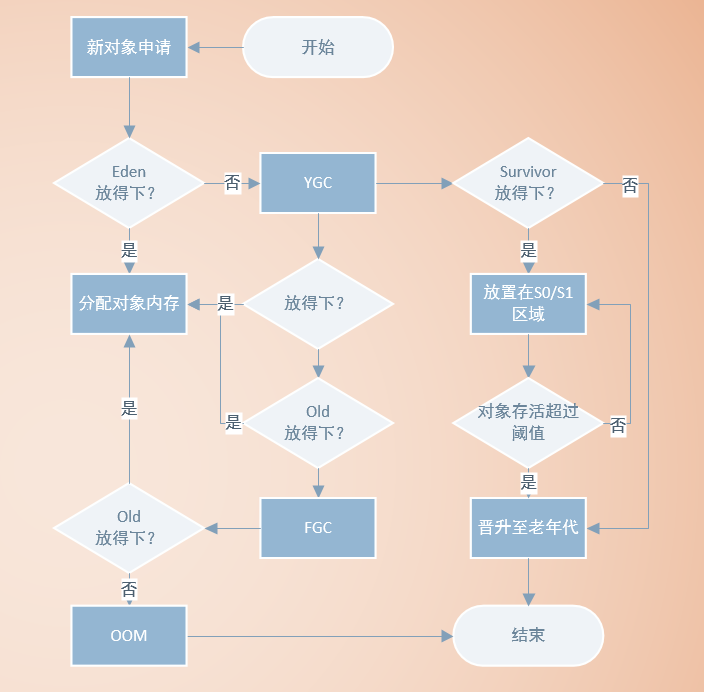 新对象申请
开始
Eden
放得下？
否
YGC
Survivor
放得下？
否
是
是
分配对象内存
是
放得下？
放置在S0/S1
区域
是
是
Old
放得下？
对象存活超过
阈值
否
是
Old
放得下？
FGC
晋升至老年代
否
OOM
结束